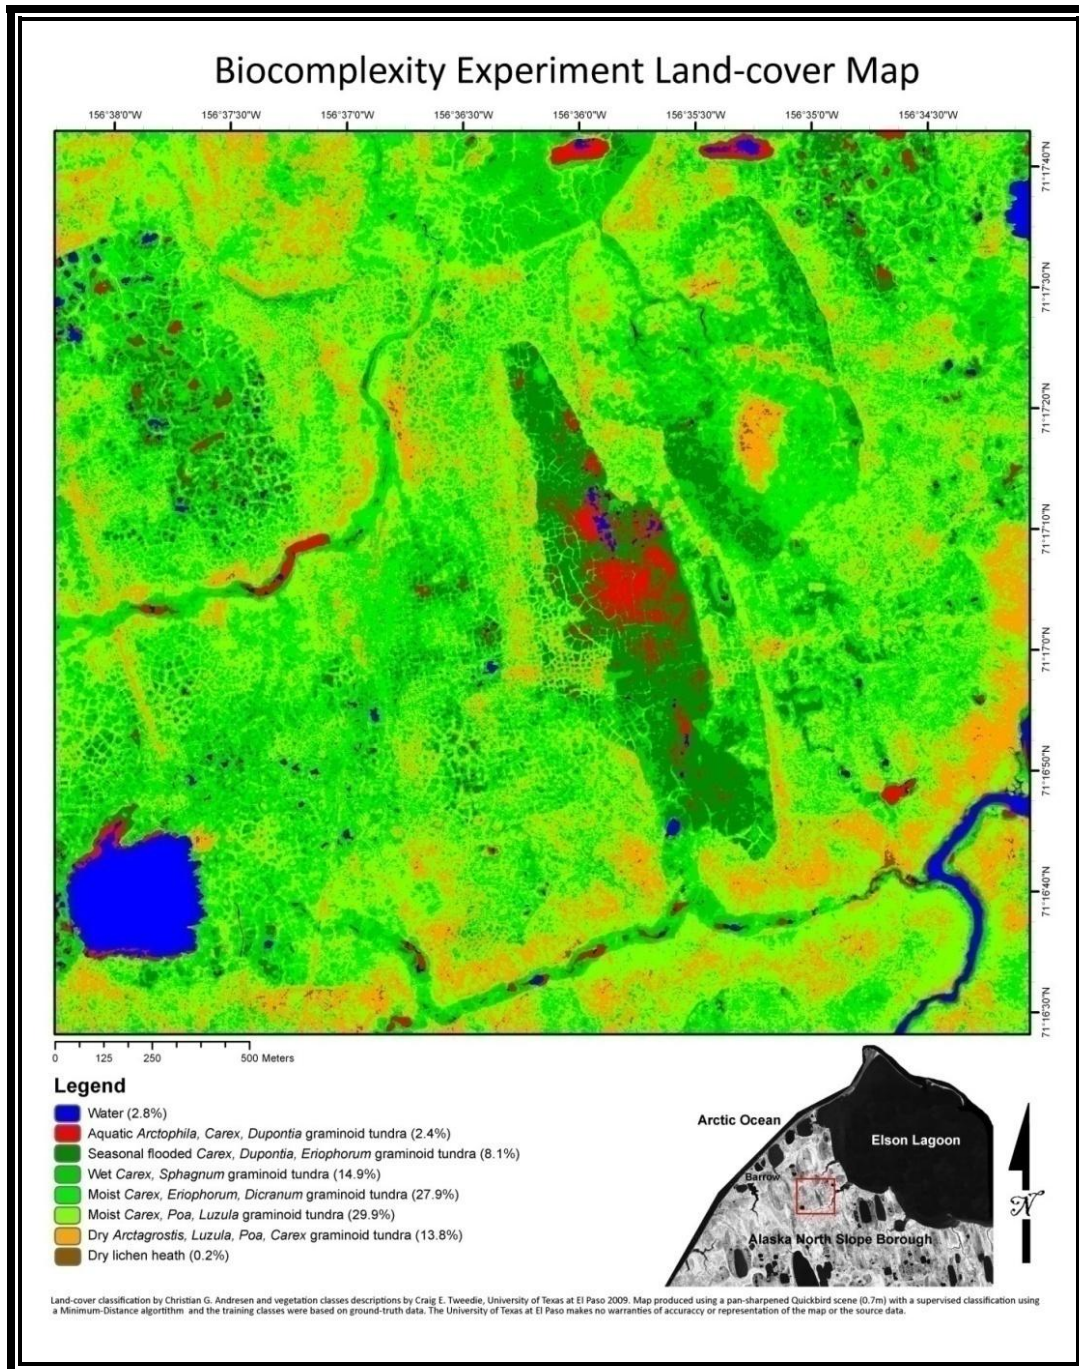 Biocomplexity Experiment Land-cover Map
156°38'0"W 156°37'30"W 156°37'0"W 156°36'30"W 156°36'0"W 156°35'30"W 156°35'0"W 156°34'30"W
71°17'40"N
71°17'30"N
71°17'20"N
71°17'10"N
71°17'0"N
71°16'50"N
71°16'40"N
71°16'30"N
0 125 250 500 Meters
Legend
Water (2.8%)
Aquatic Arctophila, Carex, Dupontia graminoid tundra (2.4%)
Seasonal flooded Carex, Dupontia, Eriophorum graminoid tundra (8.1%)
Wet Carex, Sphagnum graminoid tundra (14.9%)
Moist Carex, Eriophorum, Dicranum graminoid tundra (27.9%)
Moist Carex, Poa, Luzula graminoid tundra (29.9%)
Dry Arctagrostis, Luzula, Poa, Carex graminoid tundra (13.8%)
Dry lichen heath (0.2%)
Arctic Ocean
Elson Lagoon
Barrow
Alaska North Slope Borough
N
Land-cover classification by Christian G. Andresen and vegetation classes descriptions by Craig E. Tweedie, University of Texas at El Paso 2009. Map produced using a pan-sharpened Quickbird scene (0.7m) with a supervised classification using
a Minimum-Distance algortithm and the training classes were based on ground-truth data. The University of Texas at El Paso makes no warranties of accuraccy or representation of the map or the source data.